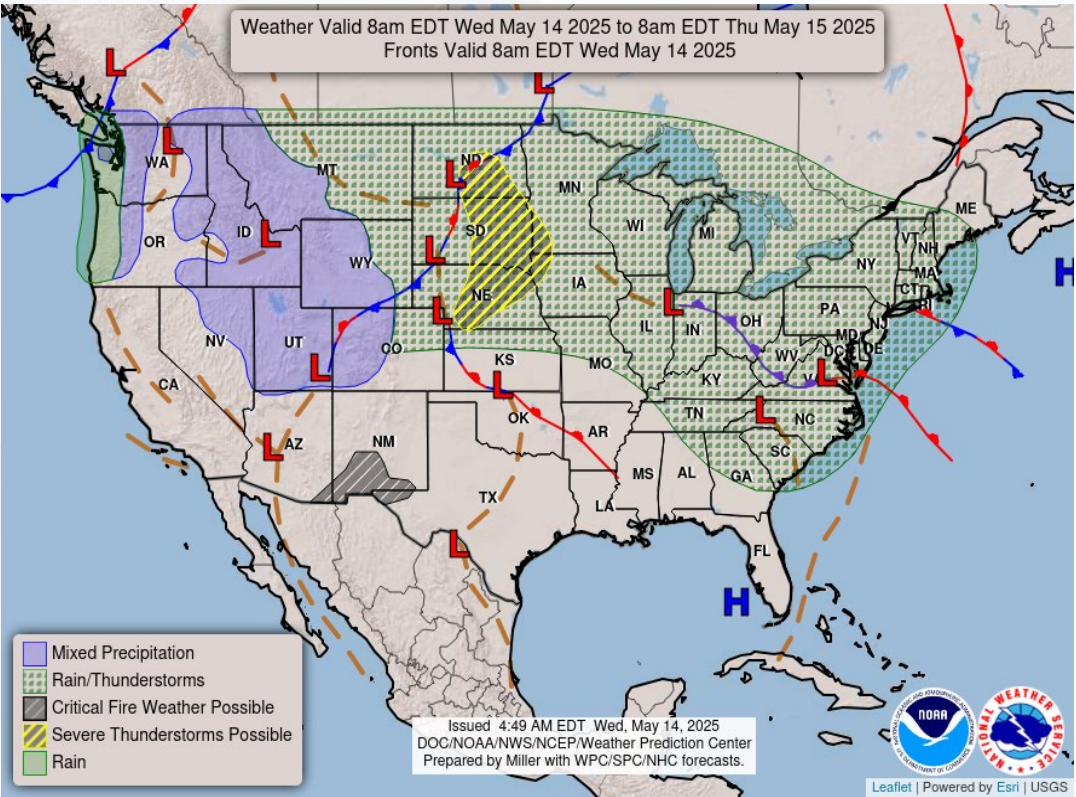 Weather Valid 8am EDT Wed May 14 2025 to 8am EDT Thu May 15 2025
Fronts Valid 8am EDT Wed May 14 2025
L
L
L
WA
MT
ND
L
MN
ME
OR
ID
L
SD
L
WI
MI
VT
NH
NY
MA
CT
RI
H
WY
NE
L
IA
L
IL
IN
OH
PA
NJ
MD
DE
DC
NV
UT
L
CO
KS
L
MO
WV
VA
L
KY
CA
AZ
L
NM
OK
AR
TN
L
NC
SC
TX
L
LA
MS
AL
GA
FL
H
Mixed Precipitation
Rain/Thunderstorms
Critical Fire Weather Possible
Severe Thunderstorms Possible
Rain
Issued 4:49 AM EDT Wed, May 14, 2025
DOC/NOAA/NWS/NCEP/Weather Prediction Center
Prepared by Miller with WPC/SPC/NHC forecasts.
NOAA
NATIONAL WEATHER SERVICE
Leaflet | Powered by Esri | USGS